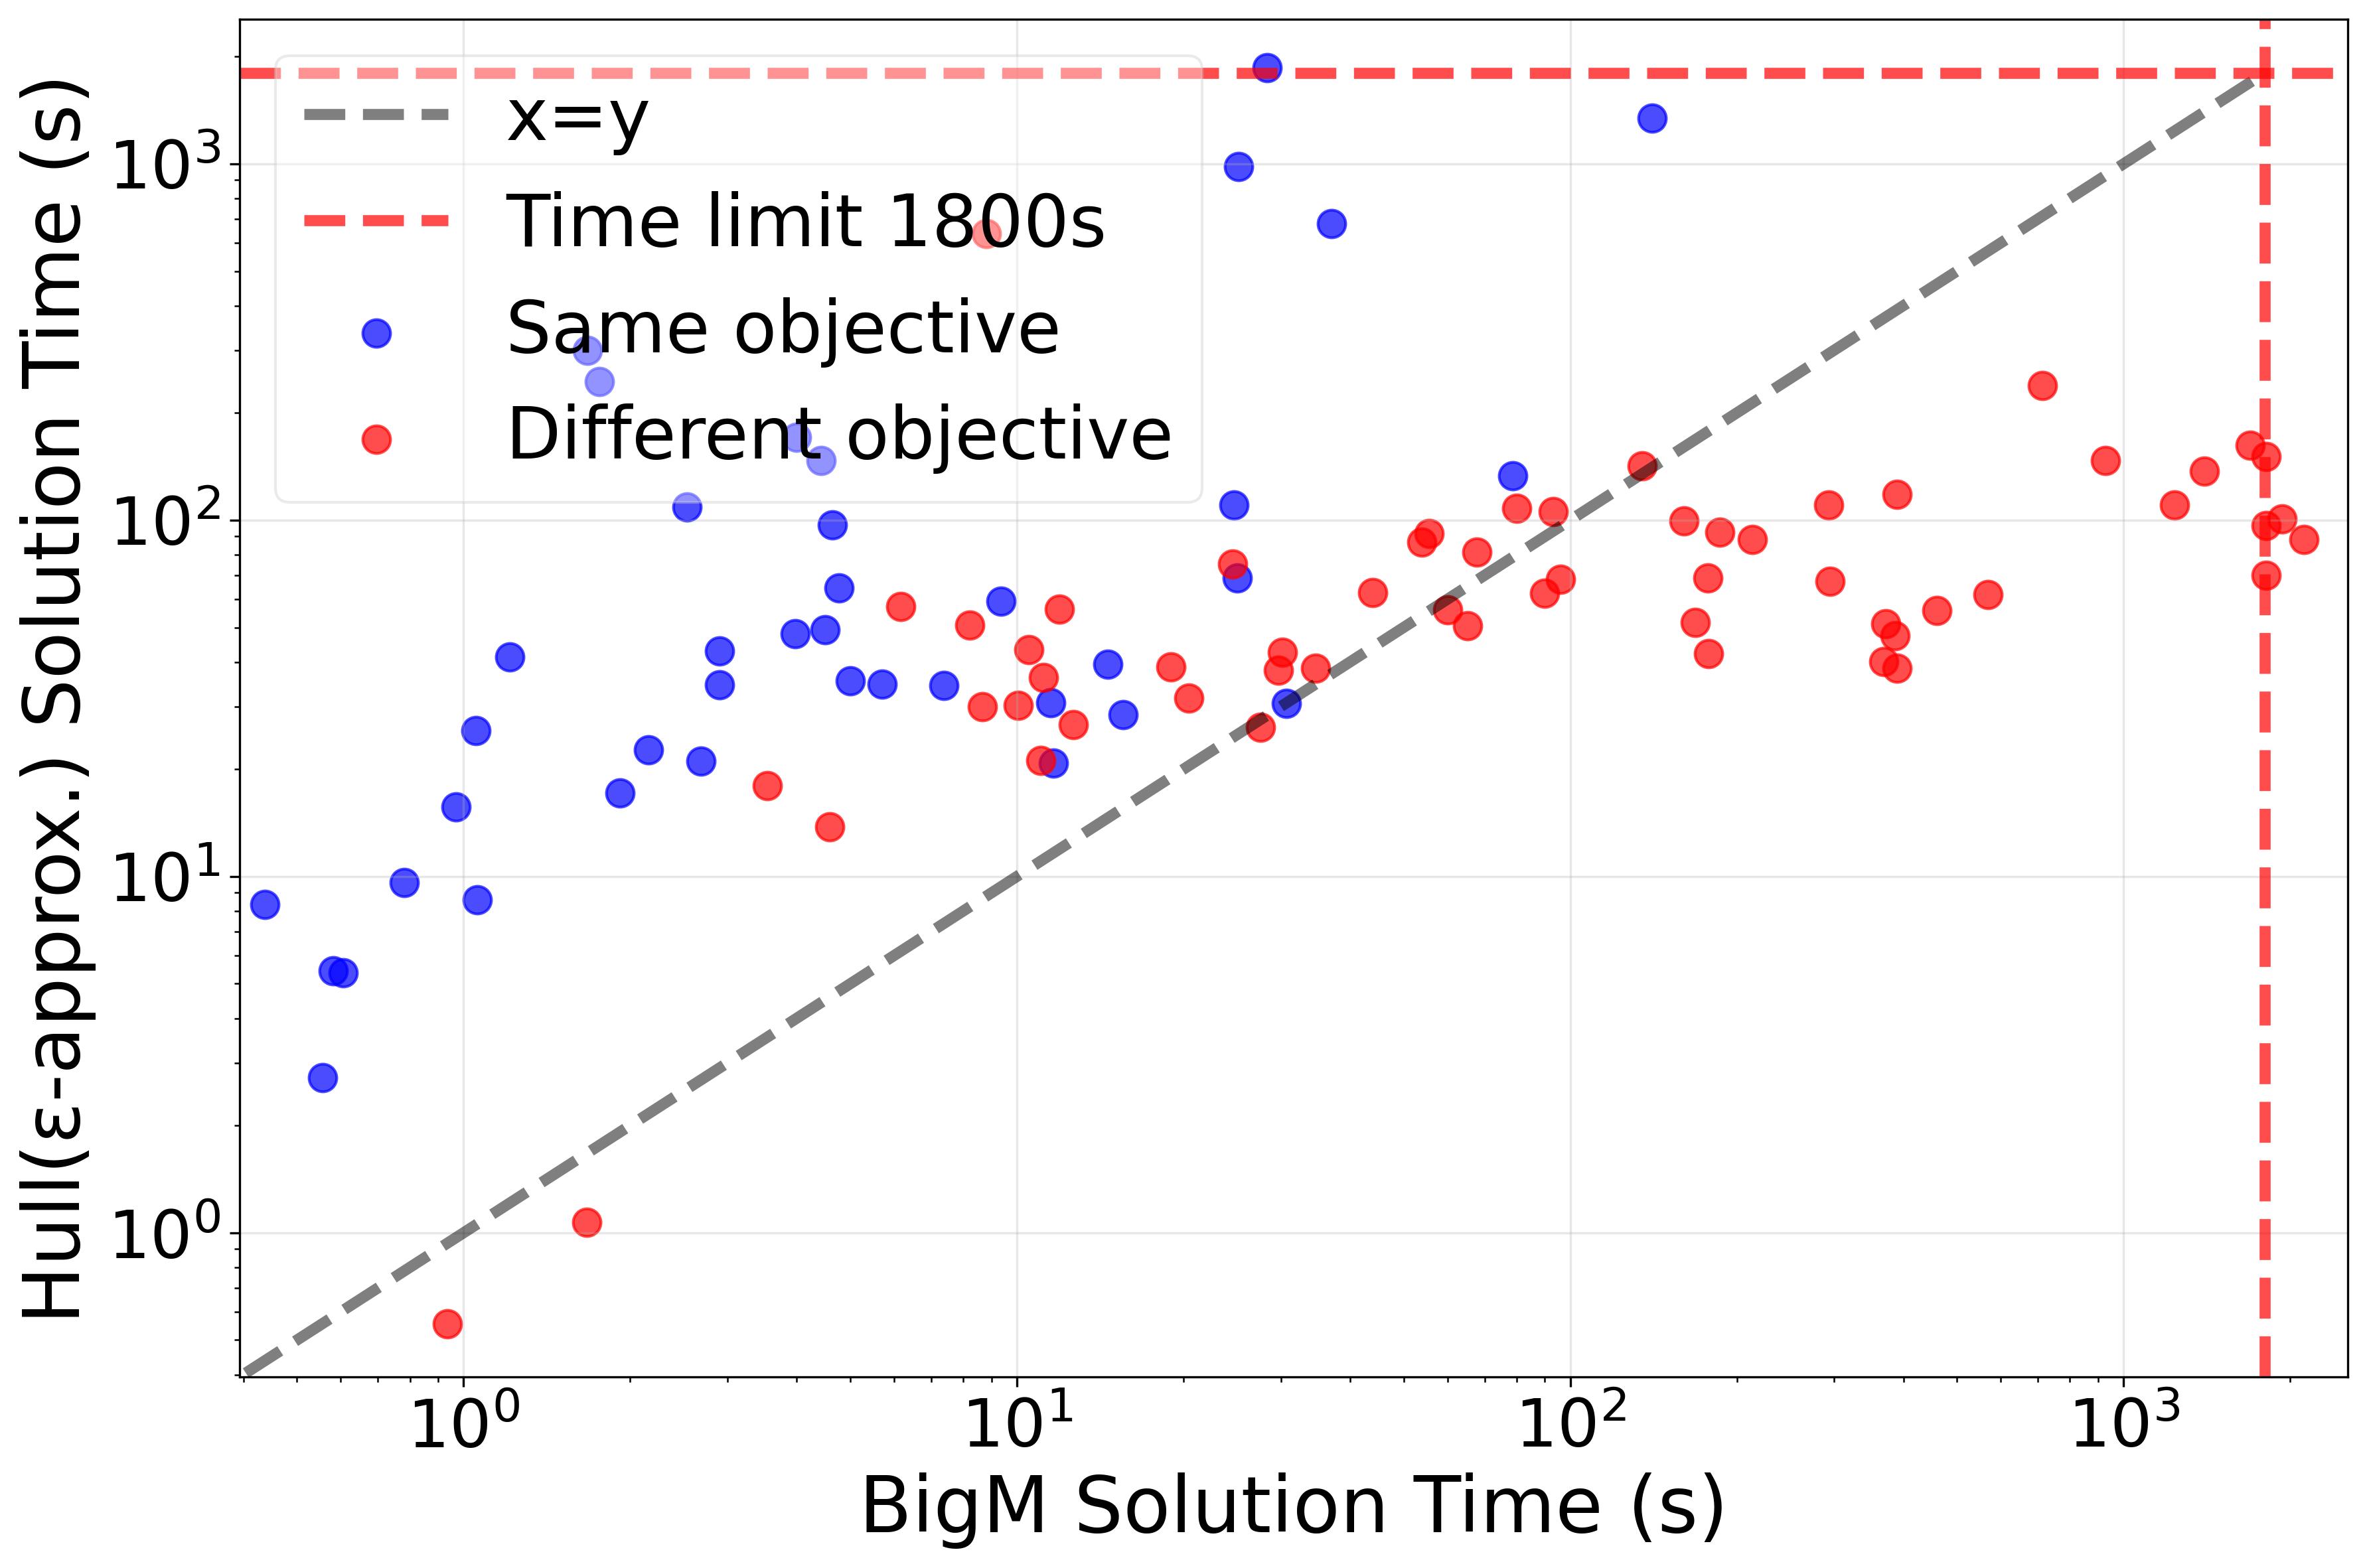 Hull(ε-approx.) Solution Time (s)
10³
10²
10¹
10⁰
x=y
Time limit 1800s
Same objective
Different objective
10⁰ 10¹ 10² 10³
BigM Solution Time (s)